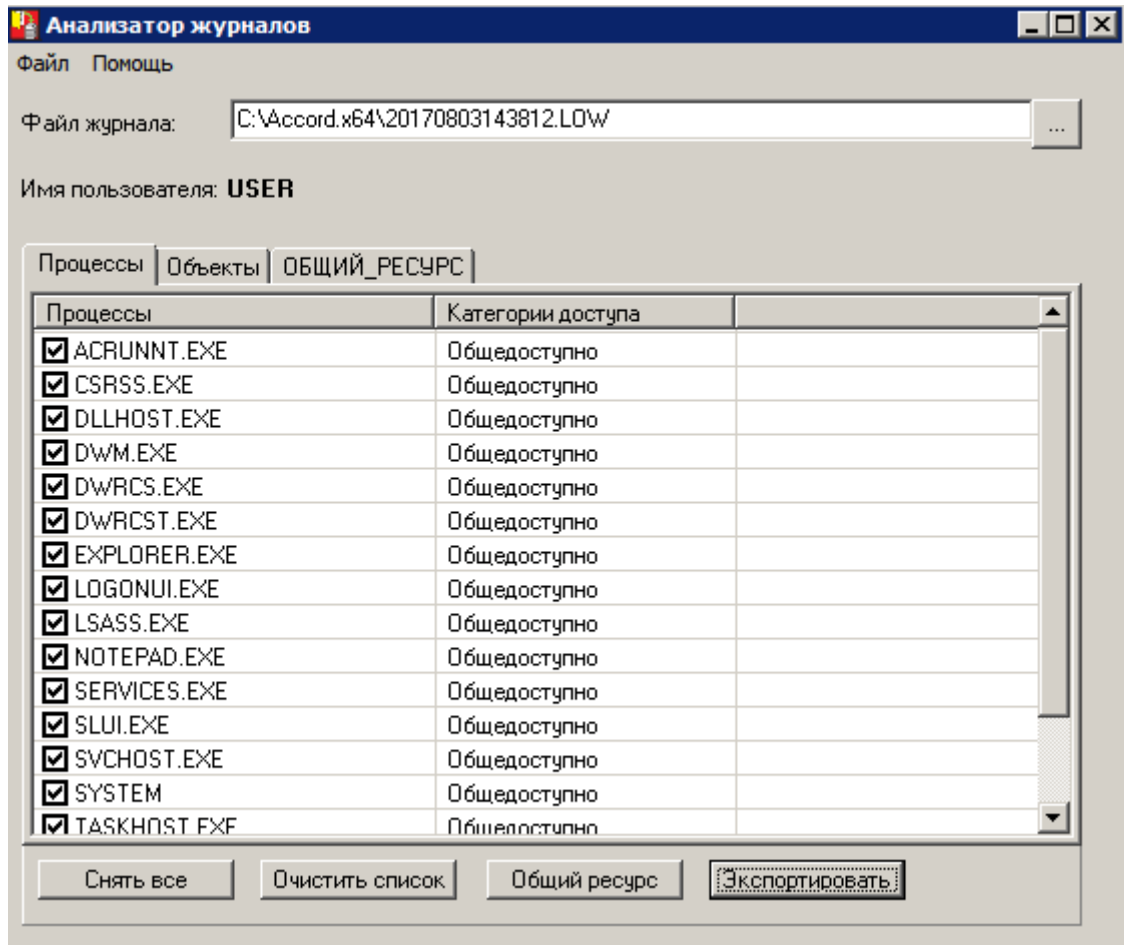 Анализатор журналов
Файл Помощь
Файл журнала: C:\Accord.x64\20170803143812.LOW ...
Имя пользователя: USER
Процессы Объекты ОБЩИЙ_РЕСУРС
Процессы Категории доступа
ACRUNNT.EXE Общедоступно
CSRSS.EXE Общедоступно
DLLHOST.EXE Общедоступно
DWM.EXE Общедоступно
DWRCS.EXE Общедоступно
DWRCST.EXE Общедоступно
EXPLORER.EXE Общедоступно
LOGONUI.EXE Общедоступно
LSASS.EXE Общедоступно
NOTEPAD.EXE Общедоступно
SERVICES.EXE Общедоступно
SLUI.EXE Общедоступно
SVCHOST.EXE Общедоступно
SYSTEM Общедоступно
TASKHOST.EXE Общедоступно
Снять все Очистить список Общий ресурс Экспортировать